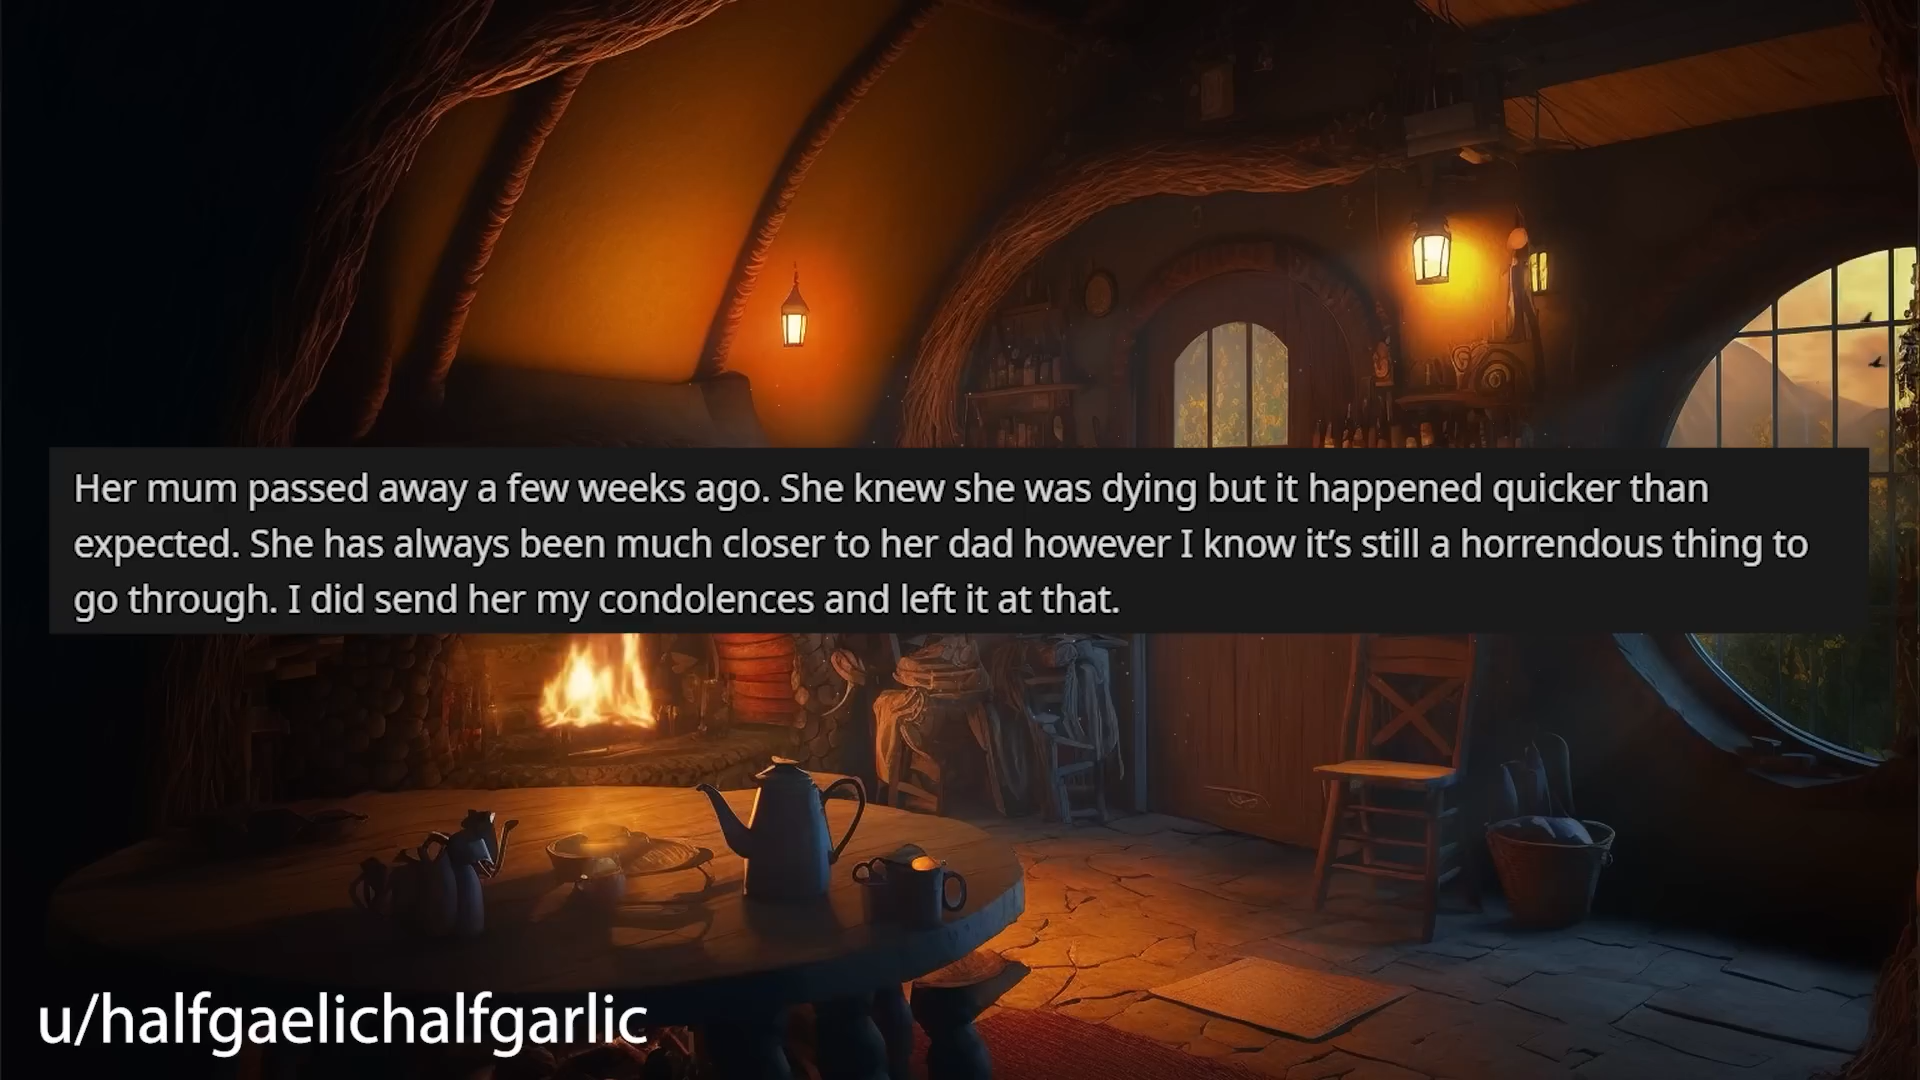 Her mum passed away a few weeks ago. She knew she was dying but it happened quicker than
expected. She has always been much closer to her dad however I know it’s still a horrendous thing to
go through. I did send her my condolences and left it at that.
u/halfgaelichalfgarlic